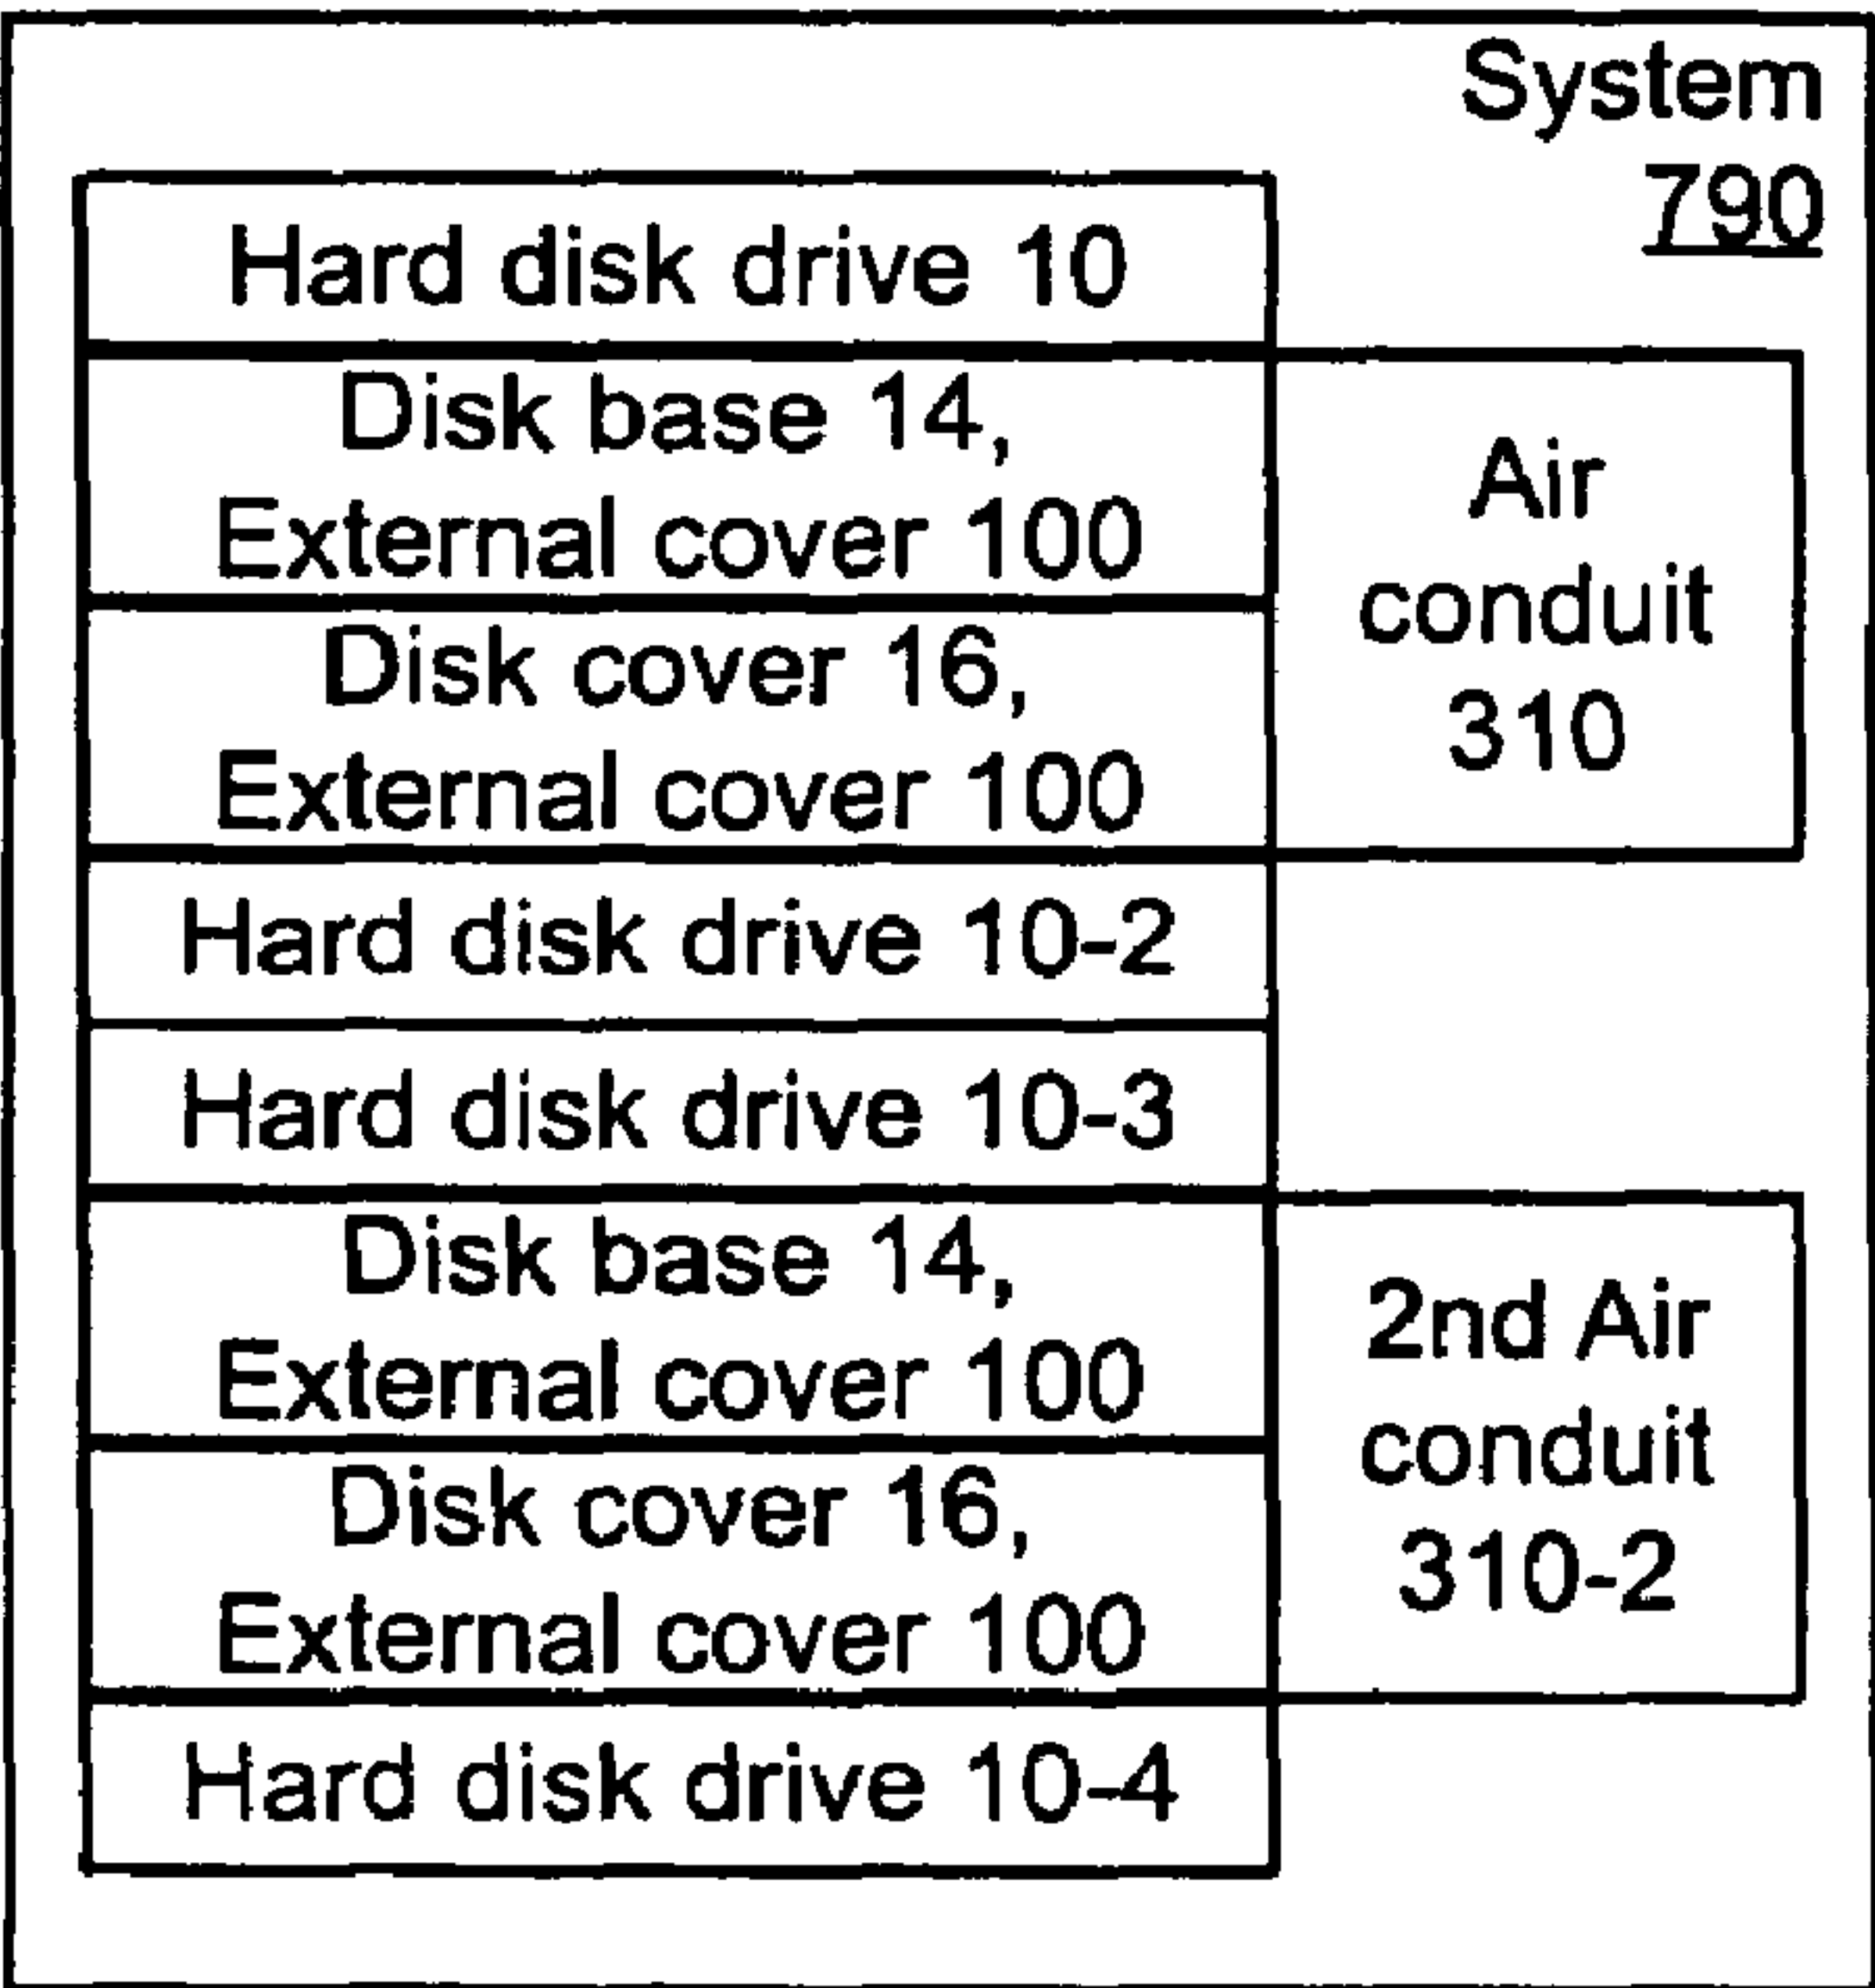 System
790
Hard disk drive 10
Disk base 14,
External cover 100
Disk cover 16,
External cover 100
Air
conduit
310
Hard disk drive 10-2
Hard disk drive 10-3
Disk base 14,
External cover 100
Disk cover 16,
External cover 100
2nd Air
conduit
310-2
Hard disk drive 10-4